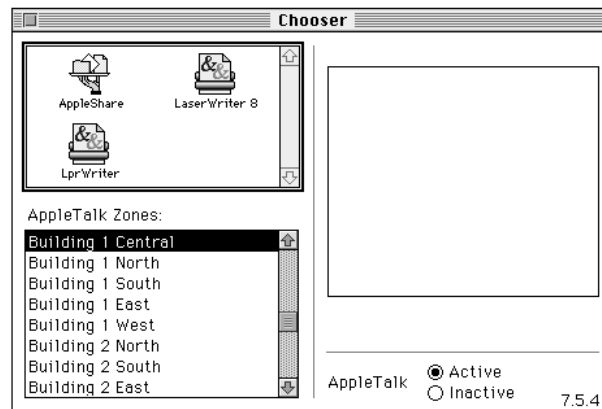 Chooser
AppleShare
LaserWriter 8
LprWriter
AppleTalk Zones:
Building 1 Central
Building 1 North
Building 1 South
Building 1 East
Building 1 West
Building 2 North
Building 2 South
Building 2 East
AppleTalk
Active
Inactive
7.5.4